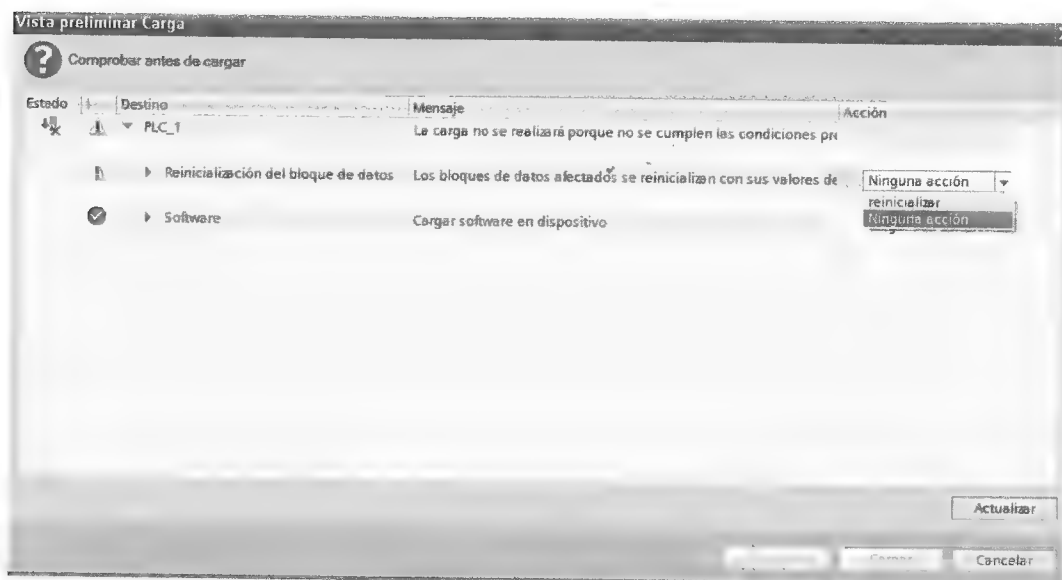 Vista preliminar Carga
?
Comprobar antes de cargar
Estado ! Destino Mensaje Acción
PLC_1 La carga no se realizará porque no se cumplen las condiciones pre
Reinicialización del bloque de datos Los bloques de datos afectados se reinicializan con sus valores de ... Ninguna acción
reinicializar
Ninguna acción
Software Cargar software en dispositivo
Actualizar
Cargar Cancelar